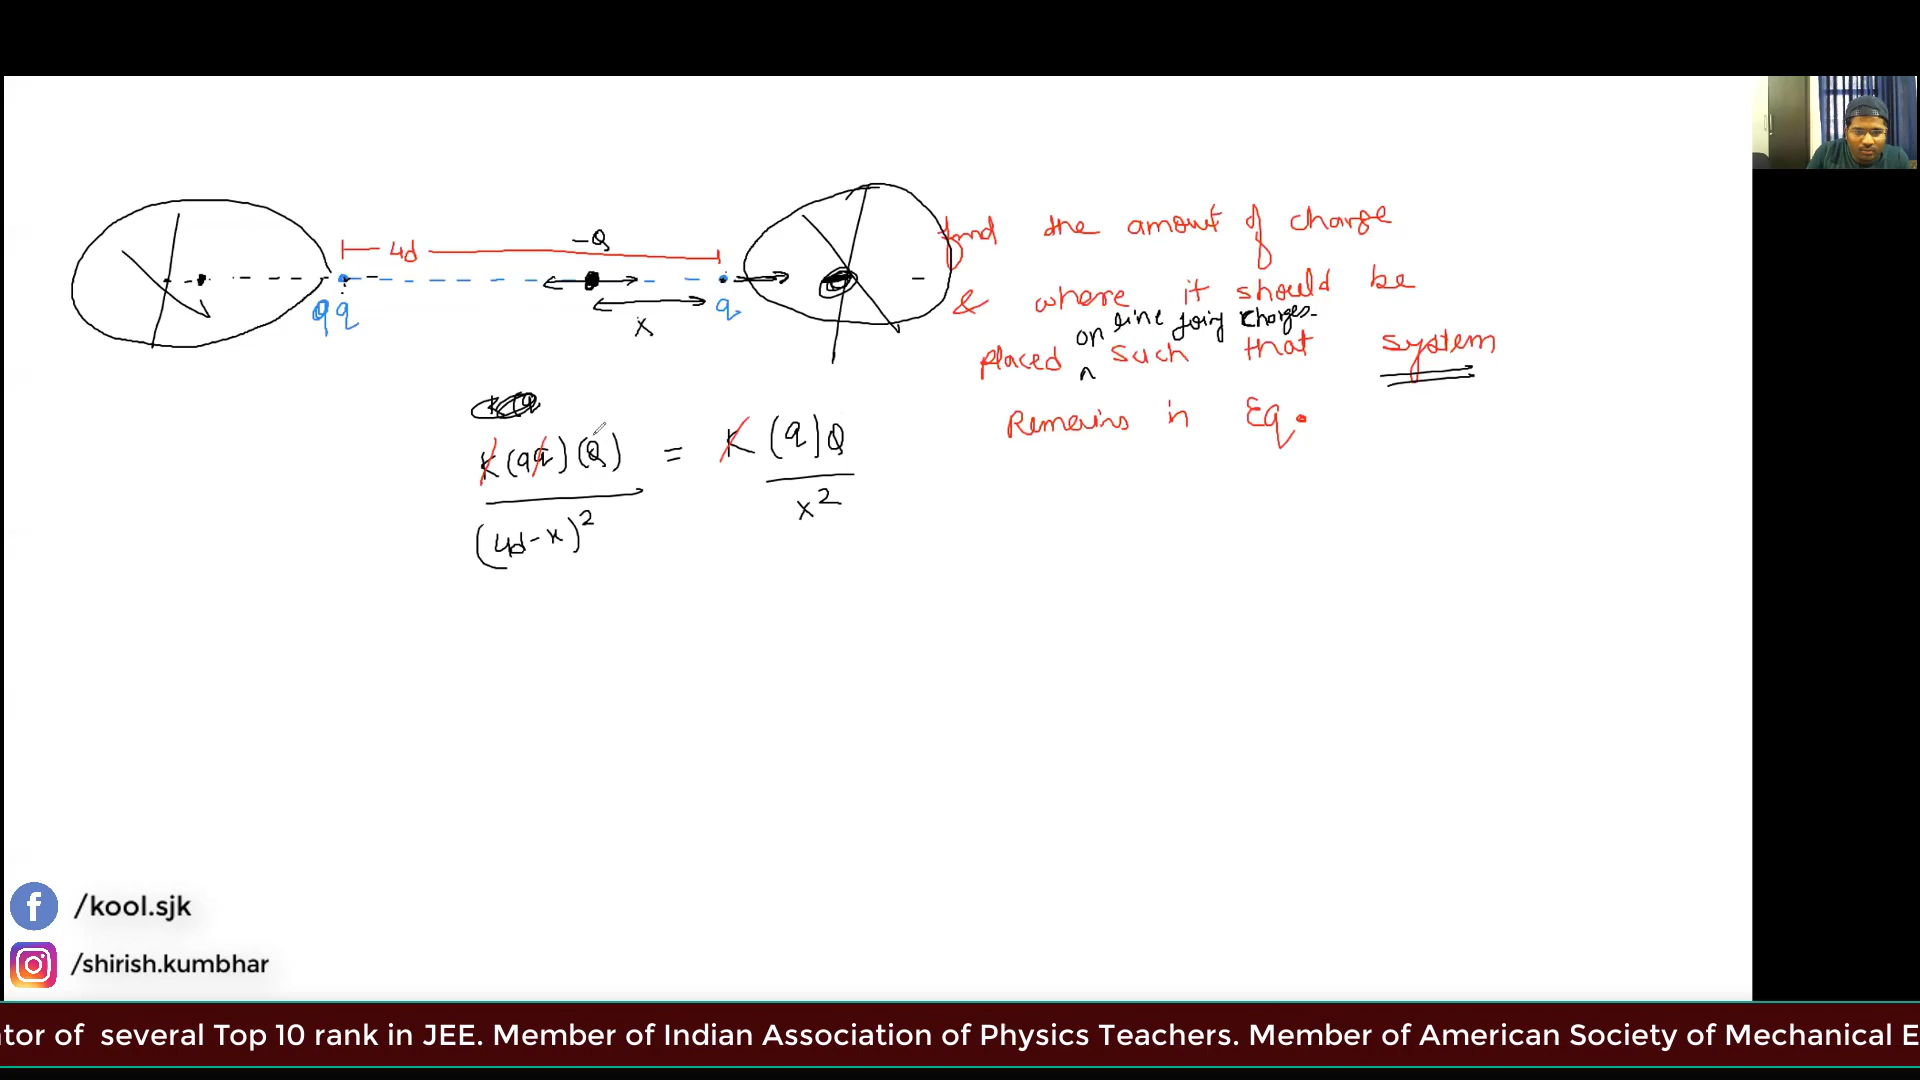 4d
-Q
9q
x
q
find the amount of charge
& where it should be
on line joing charges.
placed ^ such that system
Remains in Eq.
K(9q)(Q) = K(q)Q
(4d-x)² x²
/kool.sjk
/shirish.kumbhar
tor of several Top 10 rank in JEE. Member of Indian Association of Physics Teachers. Member of American Society of Mechanical E